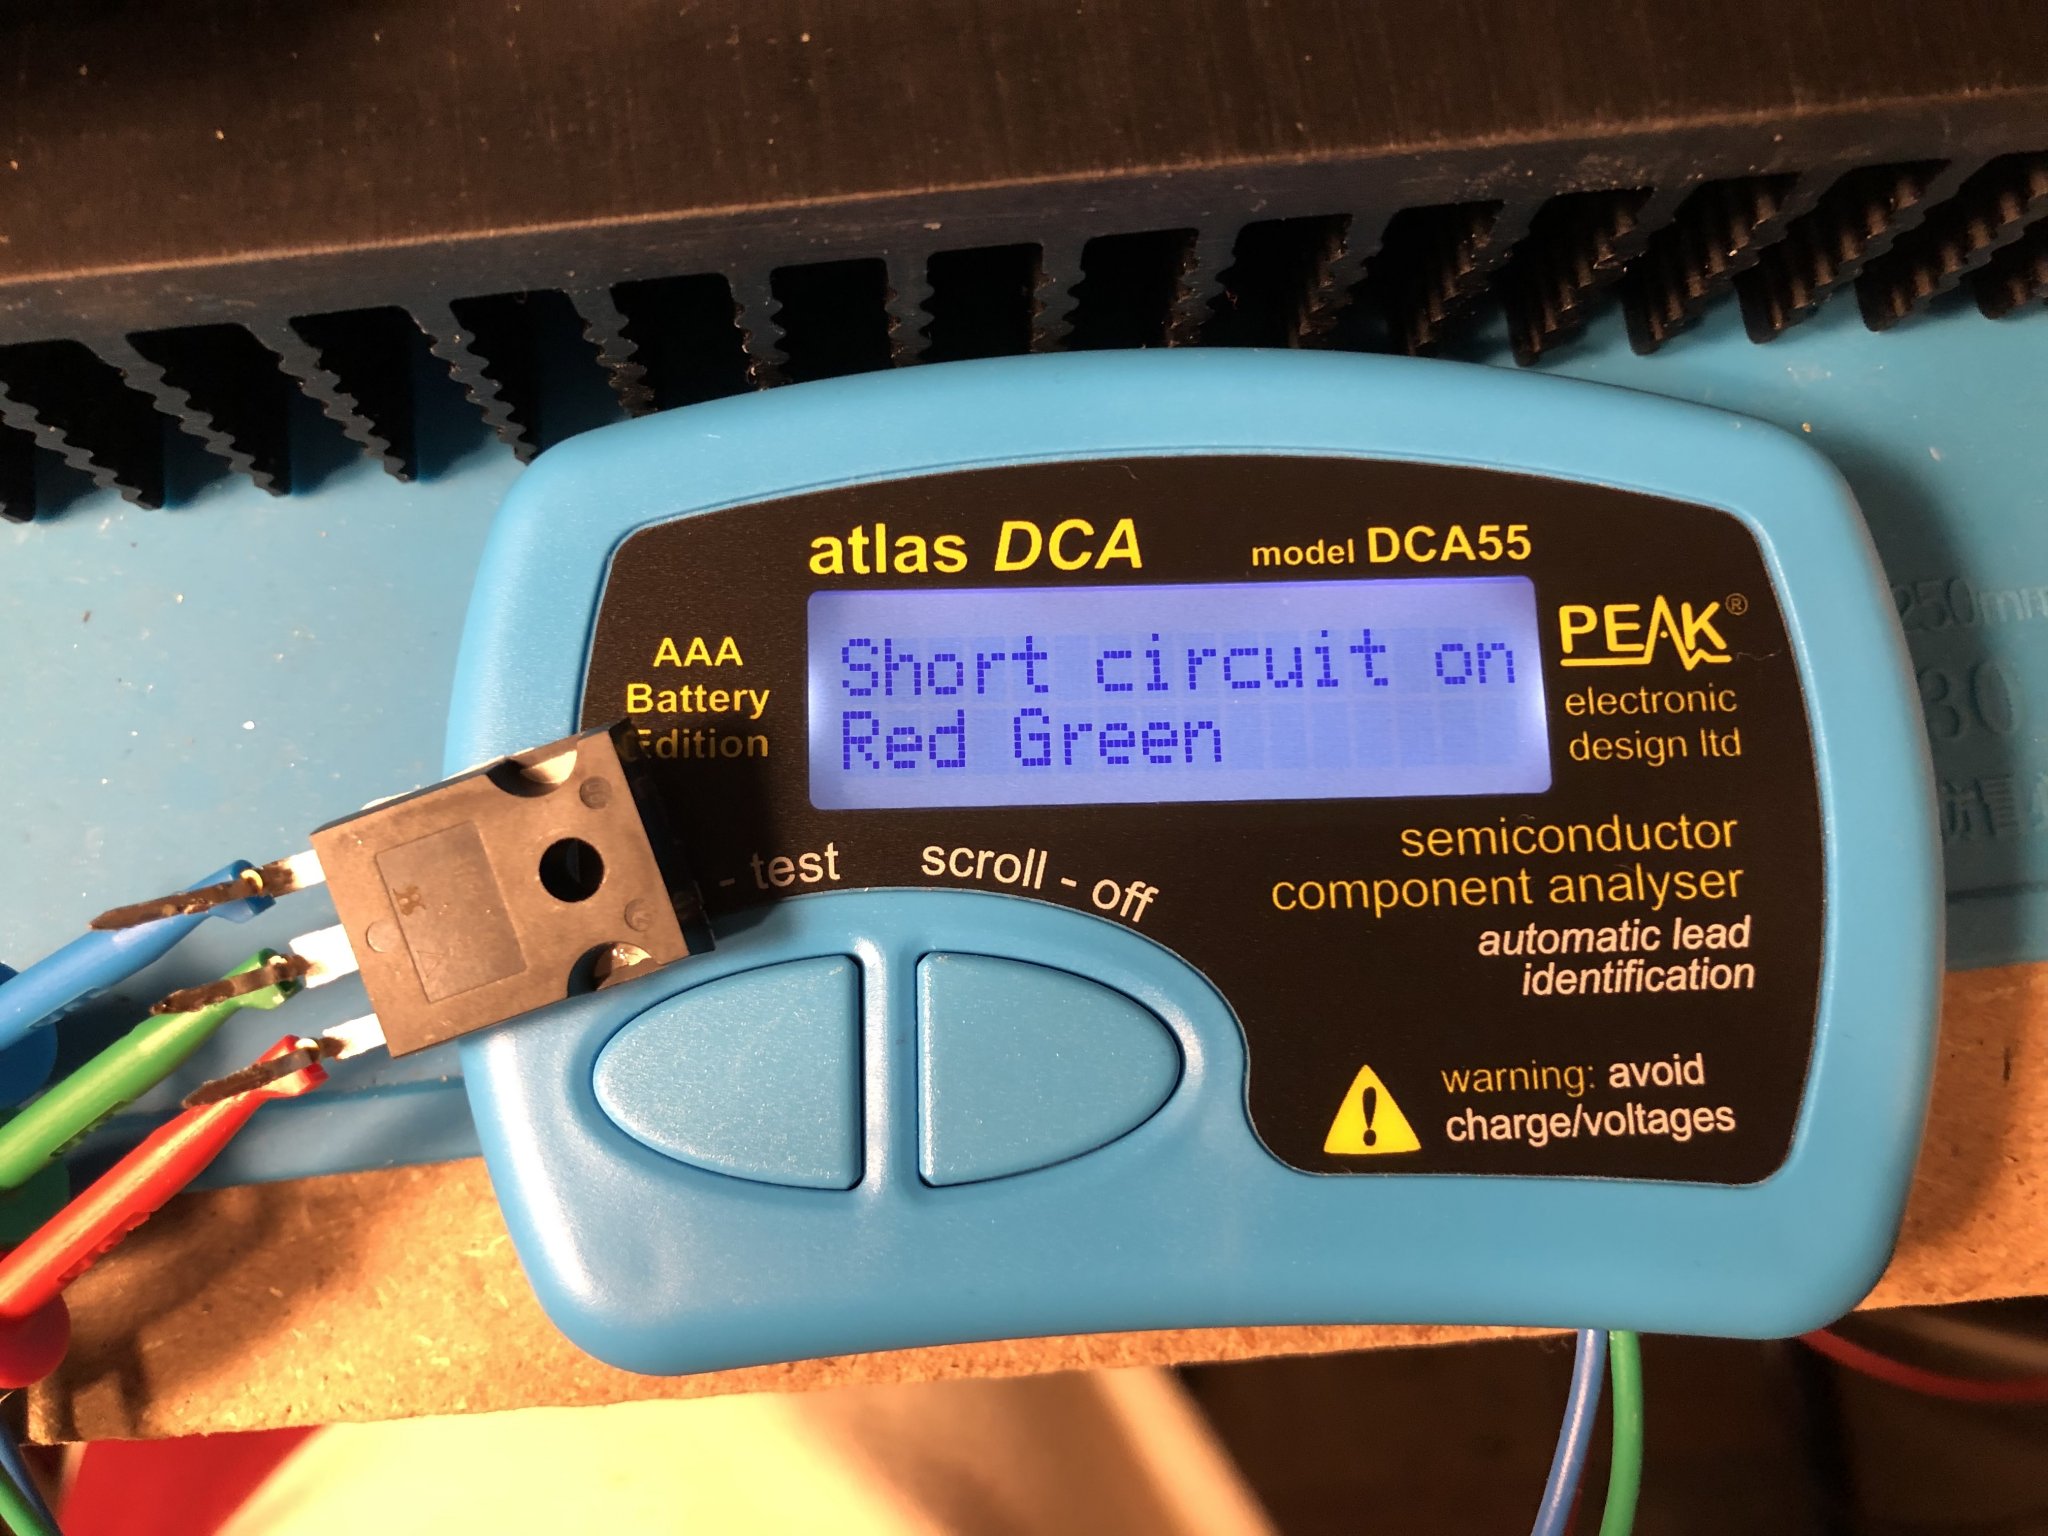 atlas DCA
model DCA55
AAA
Battery
Edition
Short circuit on
Red Green
PEAK®
electronic
design ltd
- test
scroll - off
semiconductor
component analyser
automatic lead
identification
warning: avoid
charge/voltages
250mm